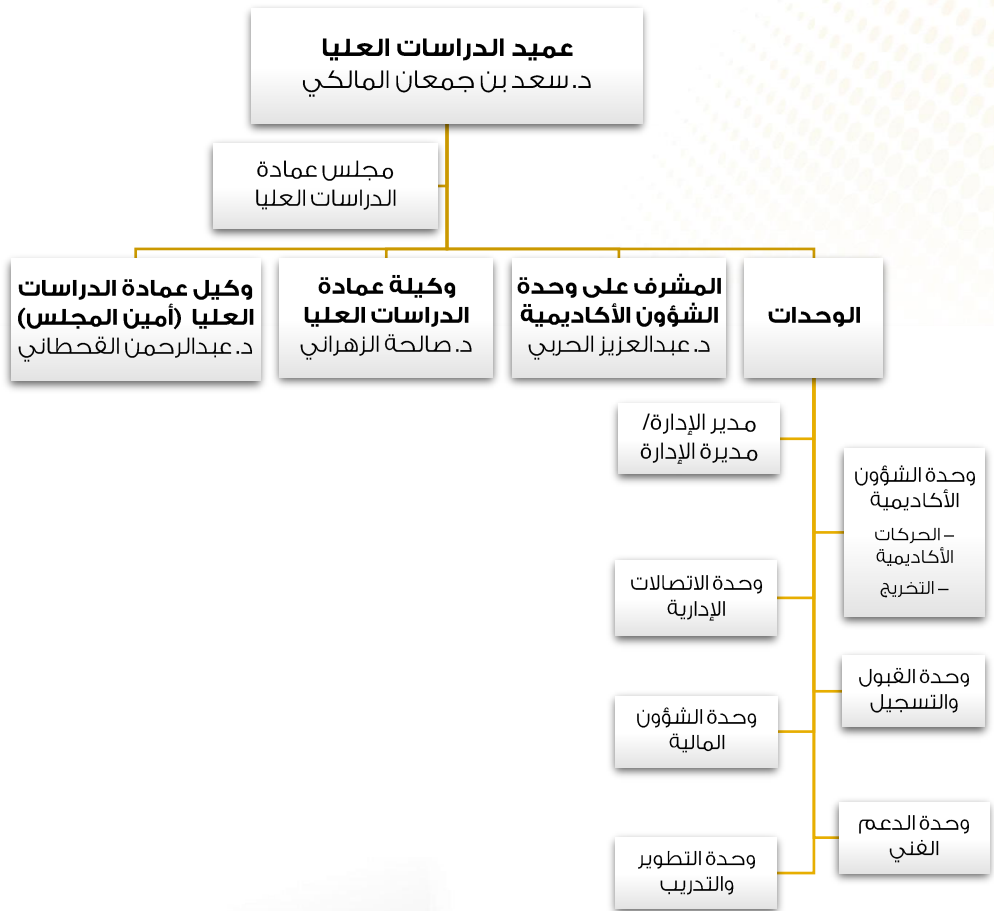 عميد الدراسات العليا
د. سعد بن جمعان المالكي
مجلس عمادة
الدراسات العليا
الوحدات
المشرف على وحدة
الشؤون الأكاديمية
د. عبدالعزيز الحربي
وكيلة عمادة
الدراسات العليا
د. صالحة الزهراني
وكيل عمادة الدراسات
العليا (أمين المجلس)
د. عبدالرحمن القحطاني
مدير الإدارة/
مديرة الإدارة
وحدة الشؤون
الأكاديمية
– الحركات
الأكاديمية
– التخريج
وحدة الاتصالات
الإدارية
وحدة القبول
والتسجيل
وحدة الشؤون
المالية
وحدة الدعم
الفني
وحدة التطوير
والتدريب